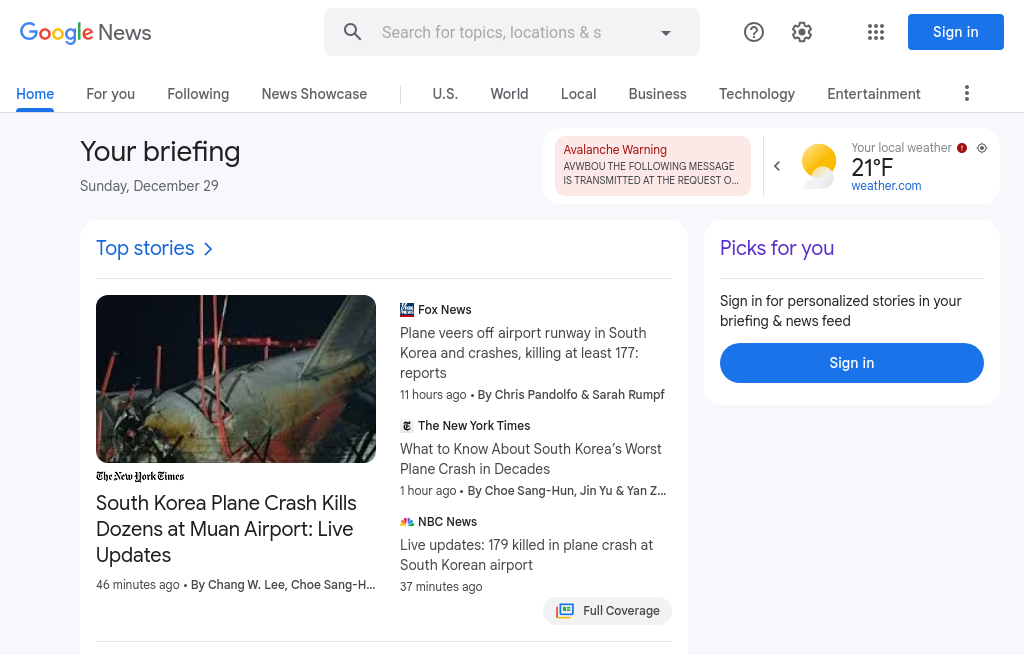 Google News
Search for topics, locations & s
Sign in
Home
For you
Following
News Showcase
U.S.
World
Local
Business
Technology
Entertainment
Your briefing
Sunday, December 29
Avalanche Warning
AVWBOU THE FOLLOWING MESSAGE
IS TRANSMITTED AT THE REQUEST O...
Your local weather
21°F
weather.com
Top stories
The New York Times
South Korea Plane Crash Kills
Dozens at Muan Airport: Live
Updates
46 minutes ago • By Chang W. Lee, Choe Sang-H...
Fox News
Plane veers off airport runway in South
Korea and crashes, killing at least 177:
reports
11 hours ago • By Chris Pandolfo & Sarah Rumpf
The New York Times
What to Know About South Korea's Worst
Plane Crash in Decades
1 hour ago • By Choe Sang-Hun, Jin Yu & Yan Z...
NBC News
Live updates: 179 killed in plane crash at
South Korean airport
37 minutes ago
Full Coverage
Picks for you
Sign in for personalized stories in your
briefing & news feed
Sign in